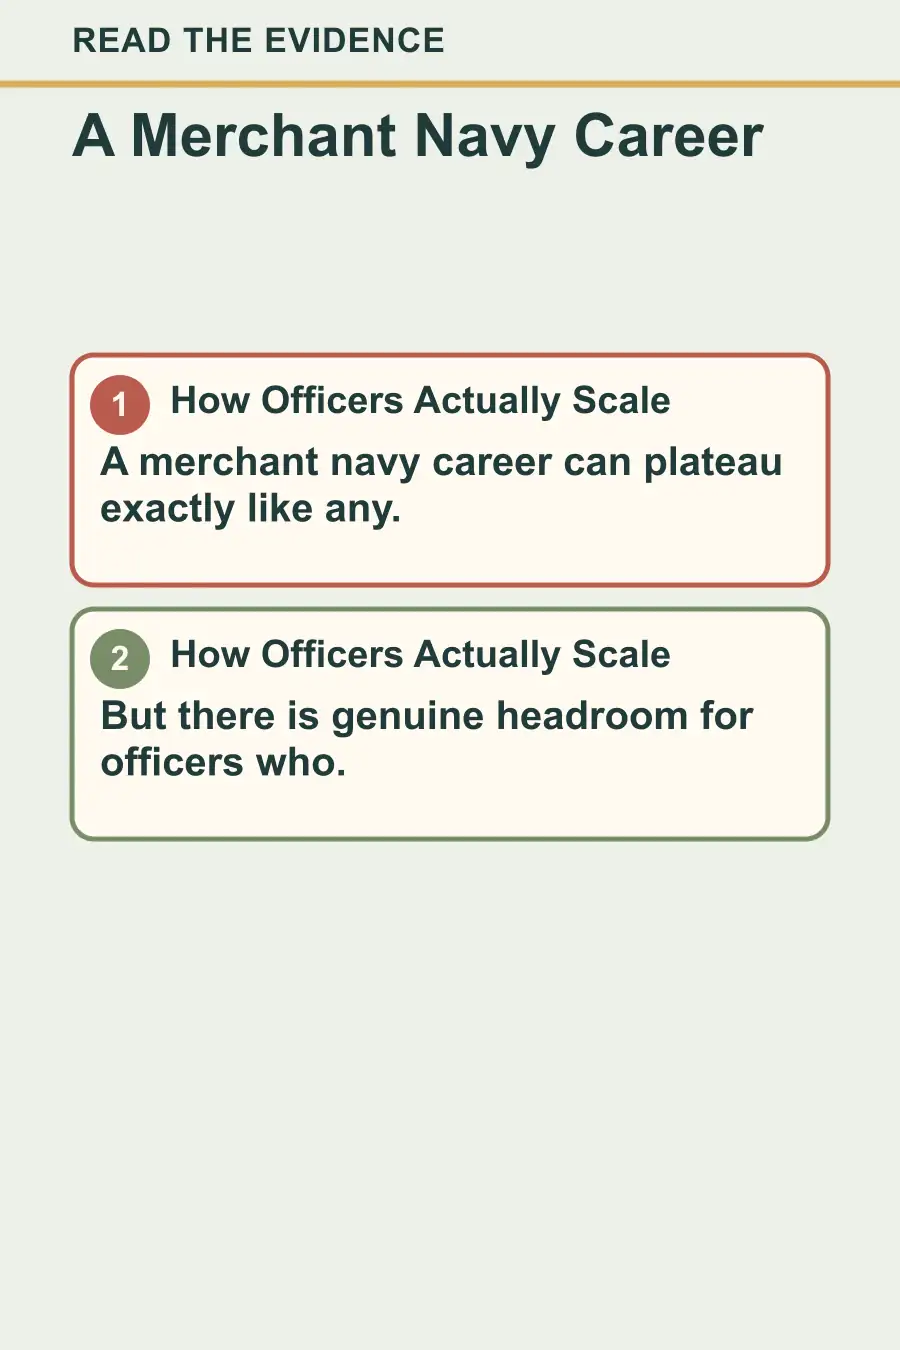 READ THE EVIDENCE
A Merchant Navy Career
1 How Officers Actually Scale
A merchant navy career can plateau
exactly like any.
2 How Officers Actually Scale
But there is genuine headroom for
officers who.